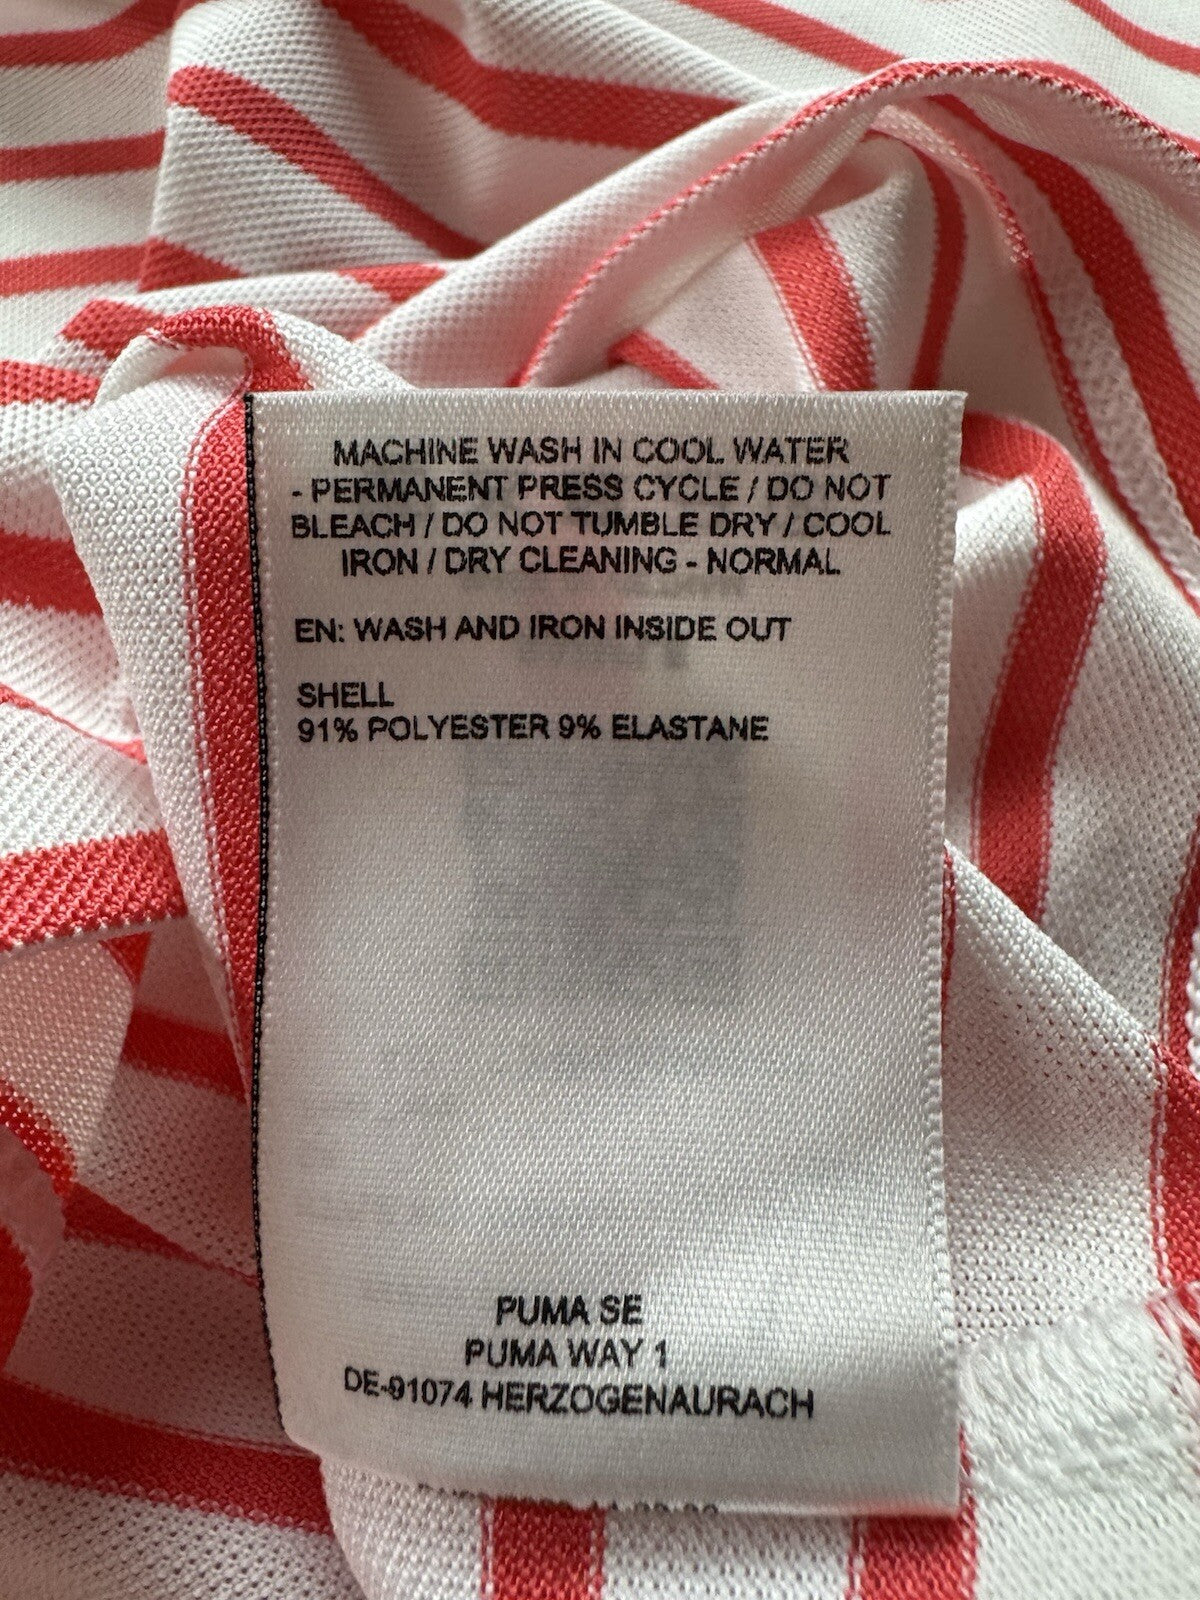 MACHINE WASH IN COOL WATER
- PERMANENT PRESS CYCLE / DO NOT
BLEACH / DO NOT TUMBLE DRY / COOL
IRON / DRY CLEANING - NORMAL
EN: WASH AND IRON INSIDE OUT
SHELL
91% POLYESTER 9% ELASTANE
PUMA SE
PUMA WAY 1
DE-91074 HERZOGENAURACH